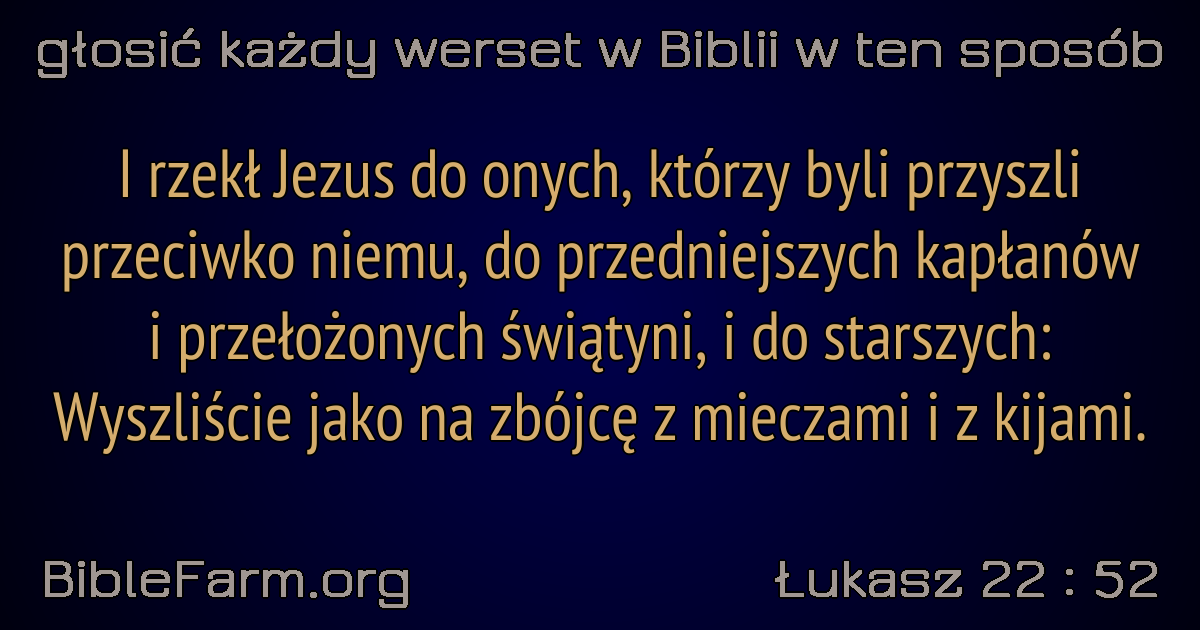 głosić każdy werset w Biblii w ten sposób
I rzekł Jezus do onych, którzy byli przyszli
przeciwko niemu, do przedniejszych kapłanów
i przełożonych świątyni, i do starszych:
Wyszliście jako na zbójcę z mieczami i z kijami.
BibleFarm.org
Łukasz 22 : 52